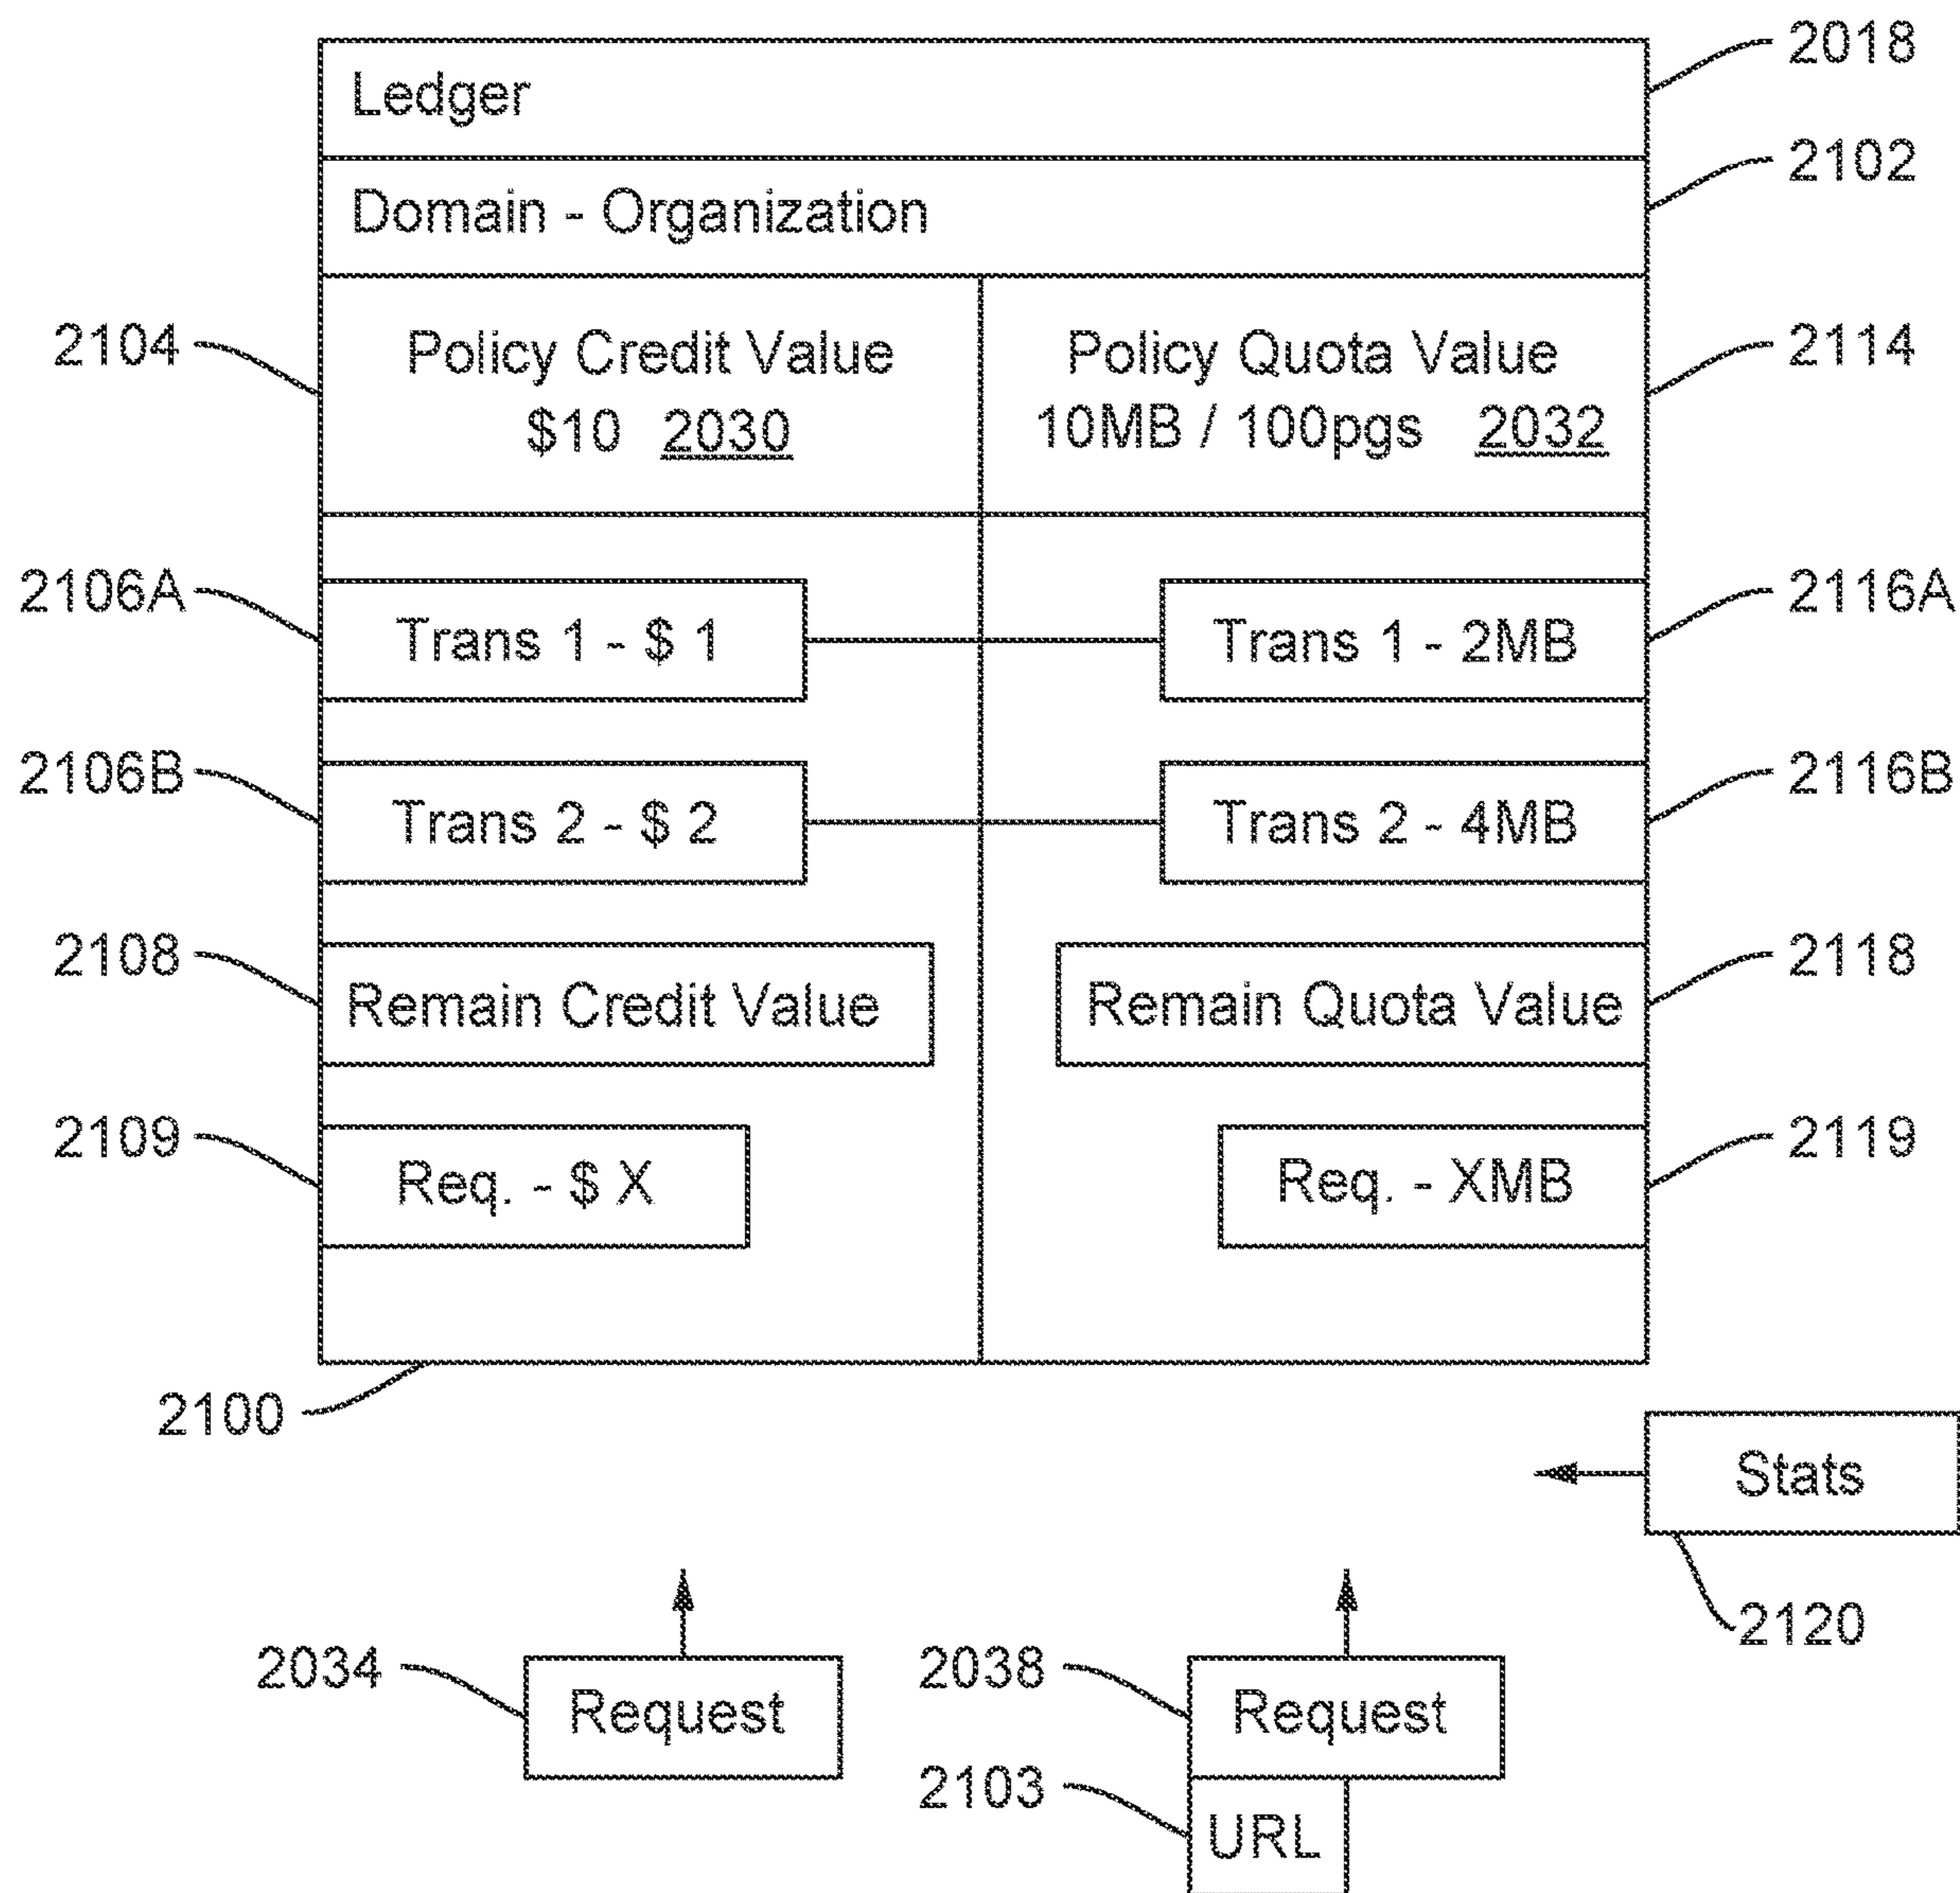 Ledger
2018
Domain - Organization
2102
2104
Policy Credit Value
$10 2030
Policy Quota Value
10MB / 100pgs 2032
2114
2106A
Trans 1 - $ 1
Trans 1 - 2MB
2116A
2106B
Trans 2 - $ 2
Trans 2 - 4MB
2116B
2108
Remain Credit Value
Remain Quota Value
2118
2109
Req. - $ X
Req. - XMB
2119
2100
Stats
2120
2034
Request
2038
Request
2103
URL